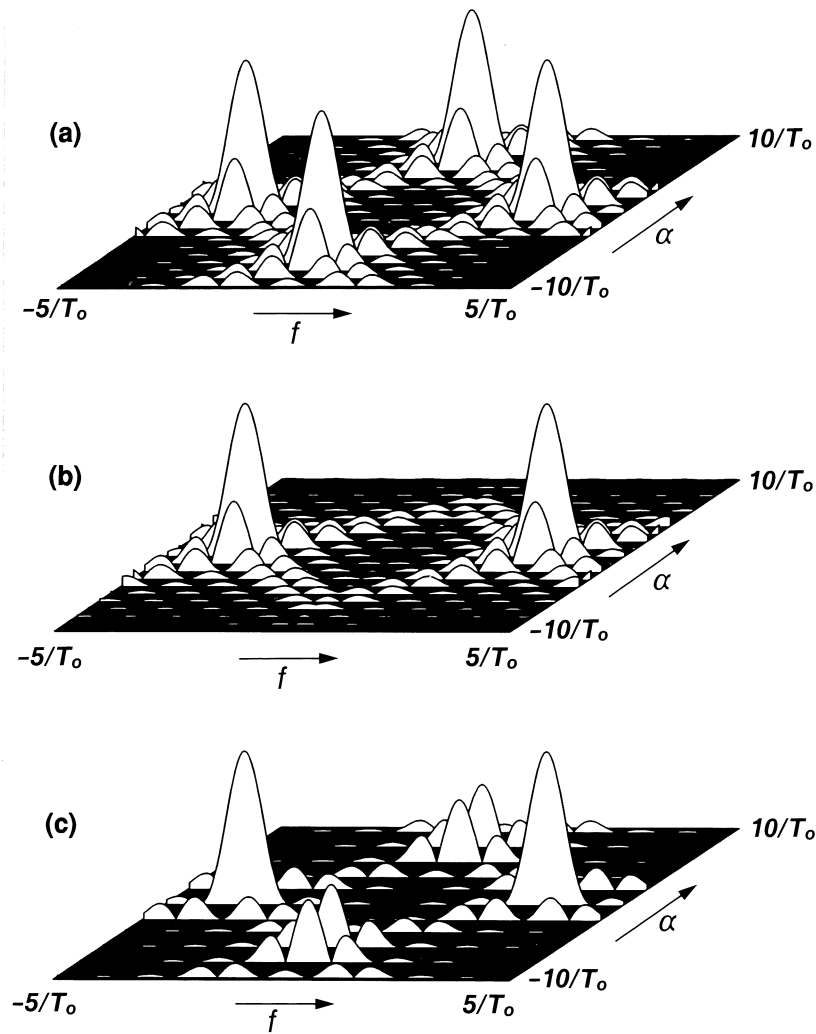 (a)
10/To
α
-10/To
-5/To
5/To
f
(b)
10/To
α
-10/To
-5/To
5/To
f
(c)
10/To
α
-10/To
-5/To
5/To
f